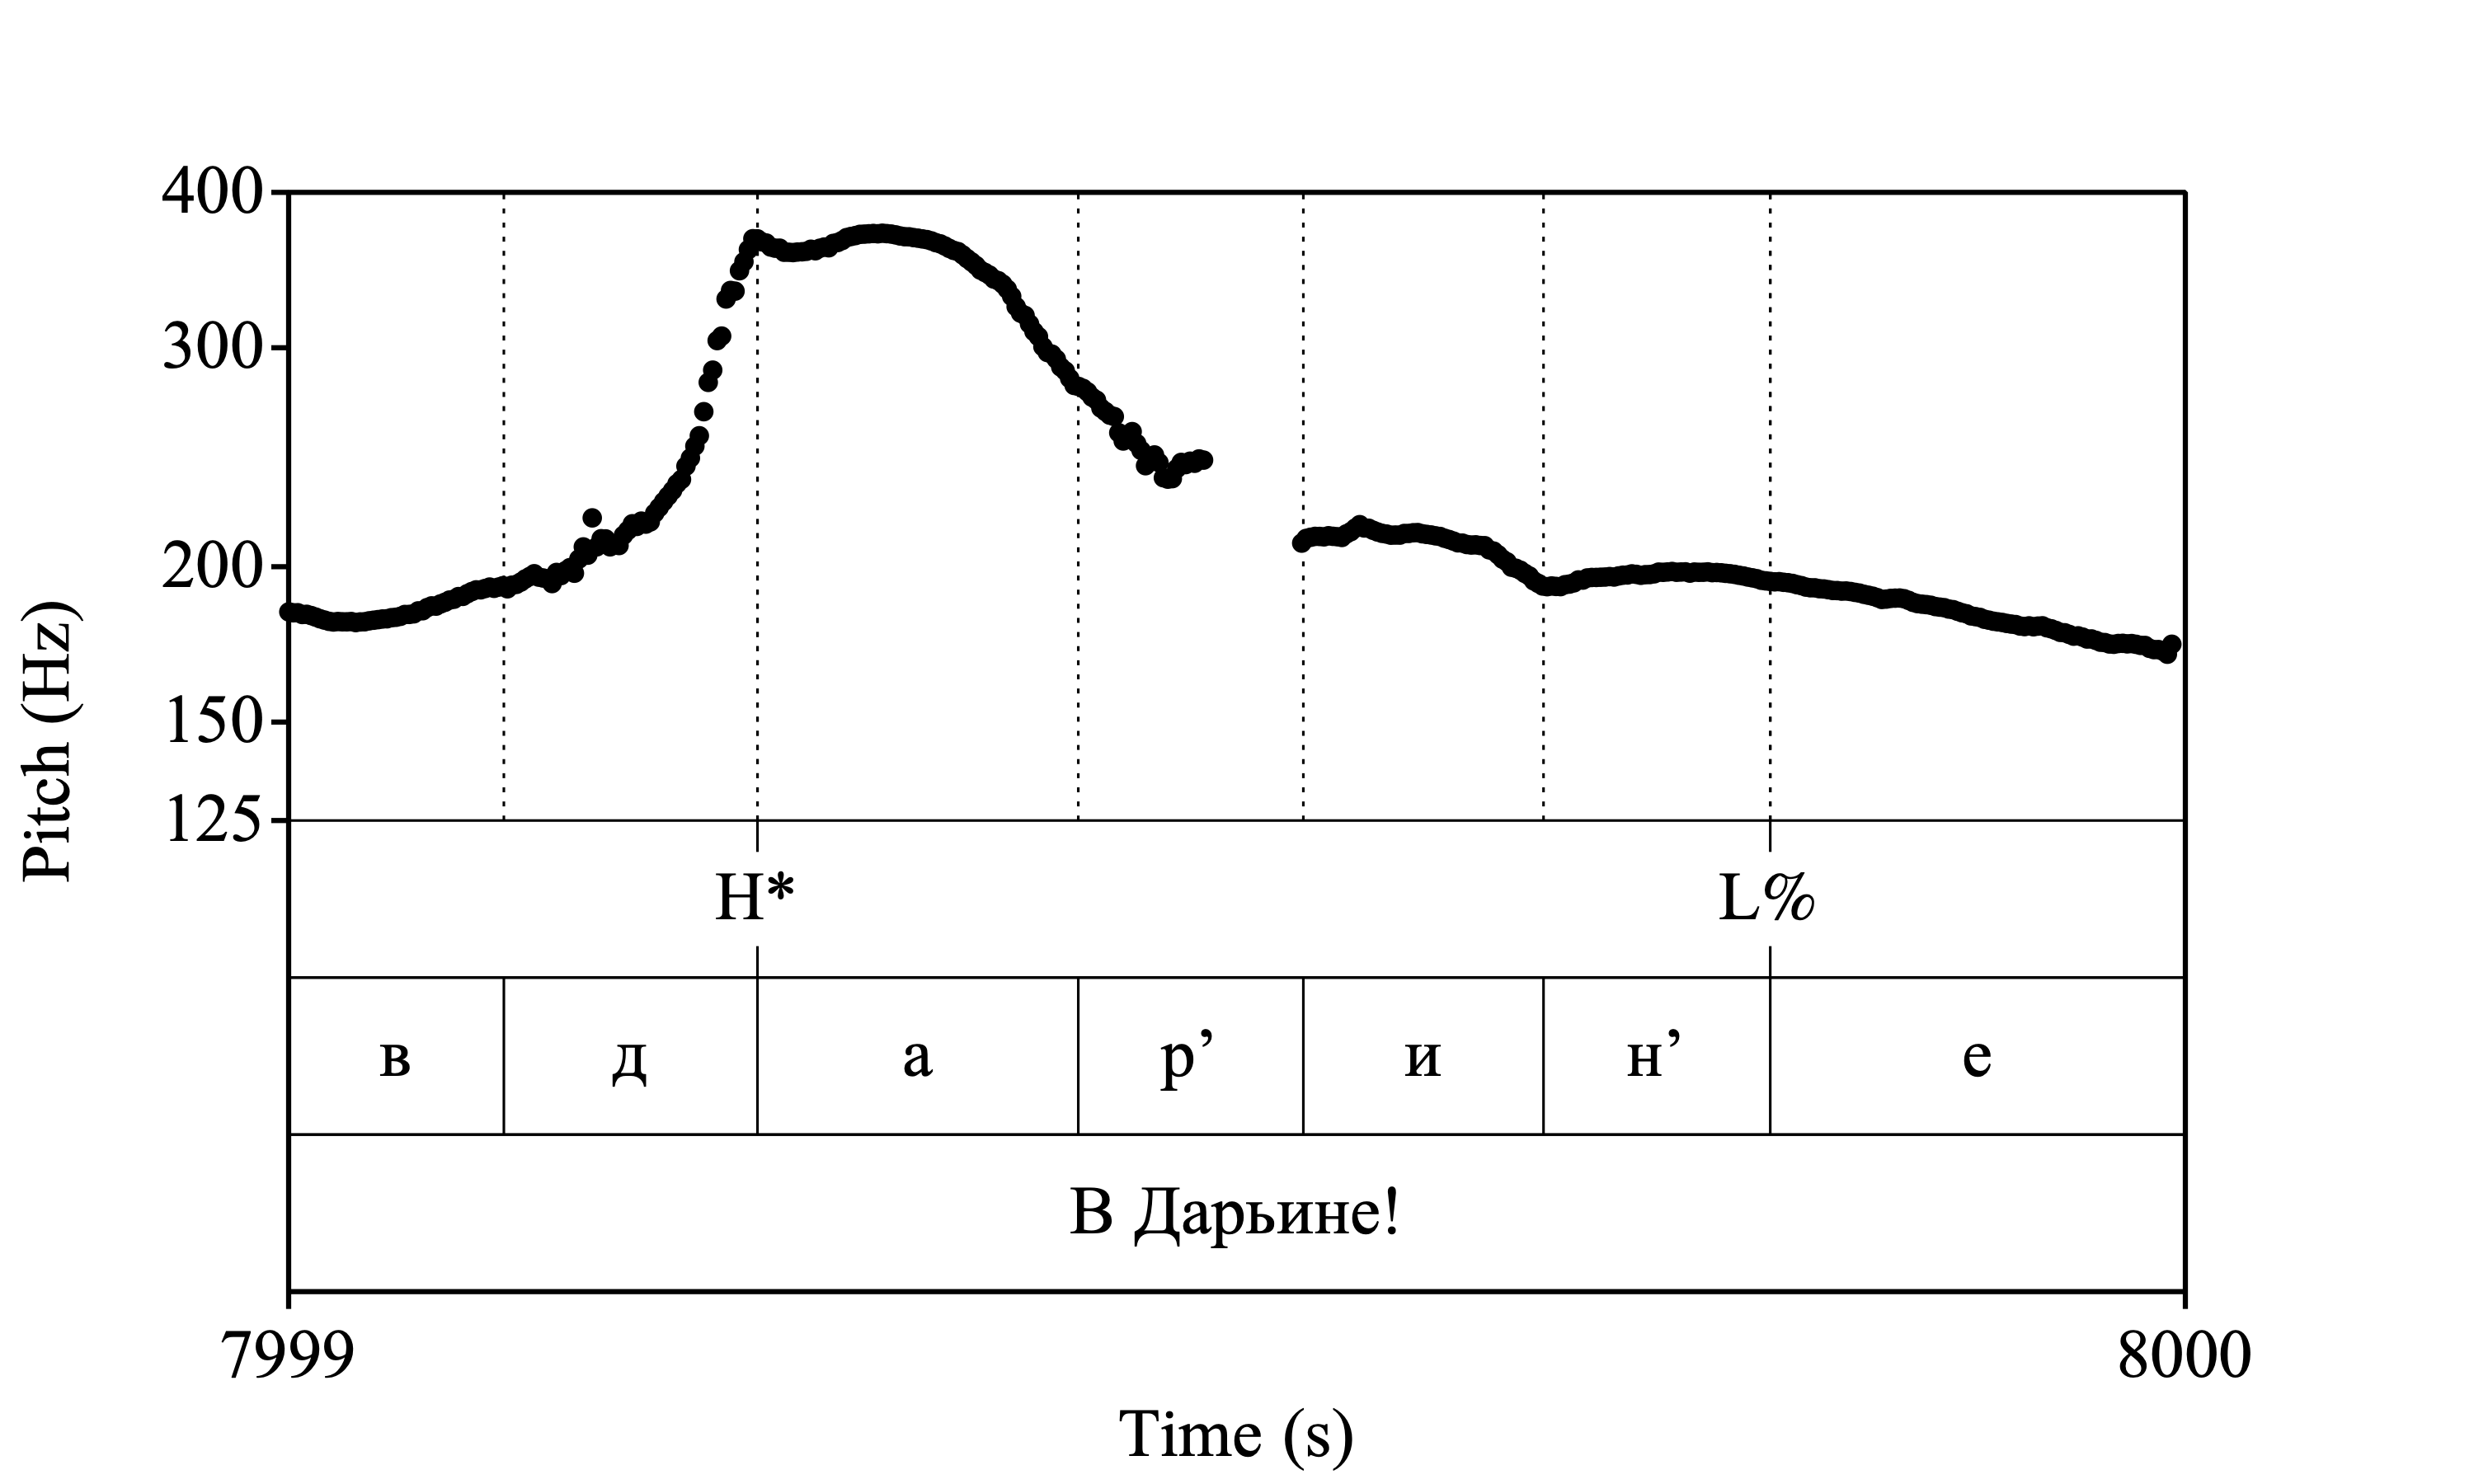 400
300
200
150
125
Pitch (Hz)
H* L%
в д а р’ и н’ е
В Дарьине!
7999 8000
Time (s)